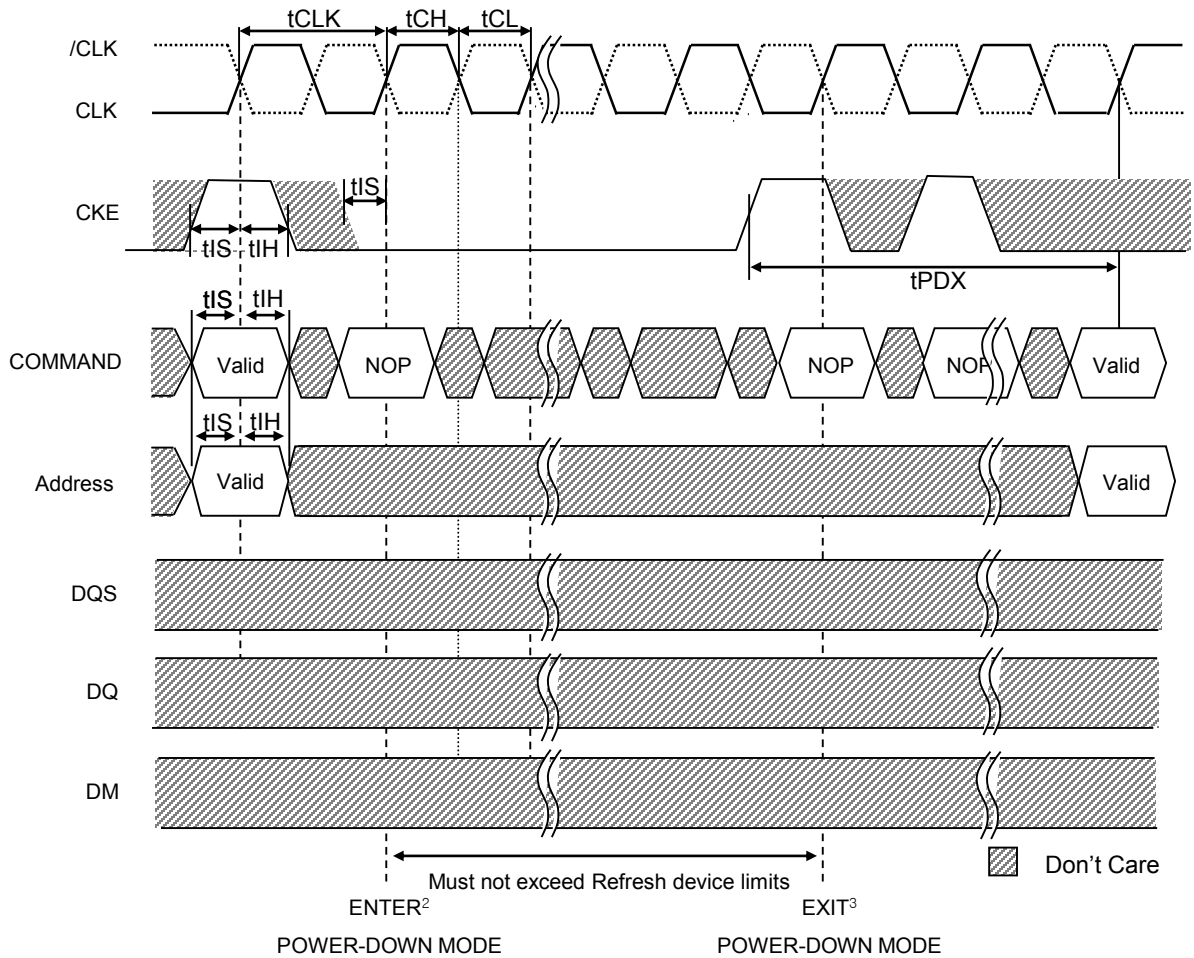 tCLK tCH tCL
/CLK
CLK
CKE
tIS
tIS tIH
tPDX
tIS tIH
COMMAND
Valid NOP NOP NOP Valid
tIS tIH
Address
Valid Valid
DQS
DQ
DM
Don't Care
Must not exceed Refresh device limits
ENTER² EXIT³
POWER-DOWN MODE POWER-DOWN MODE